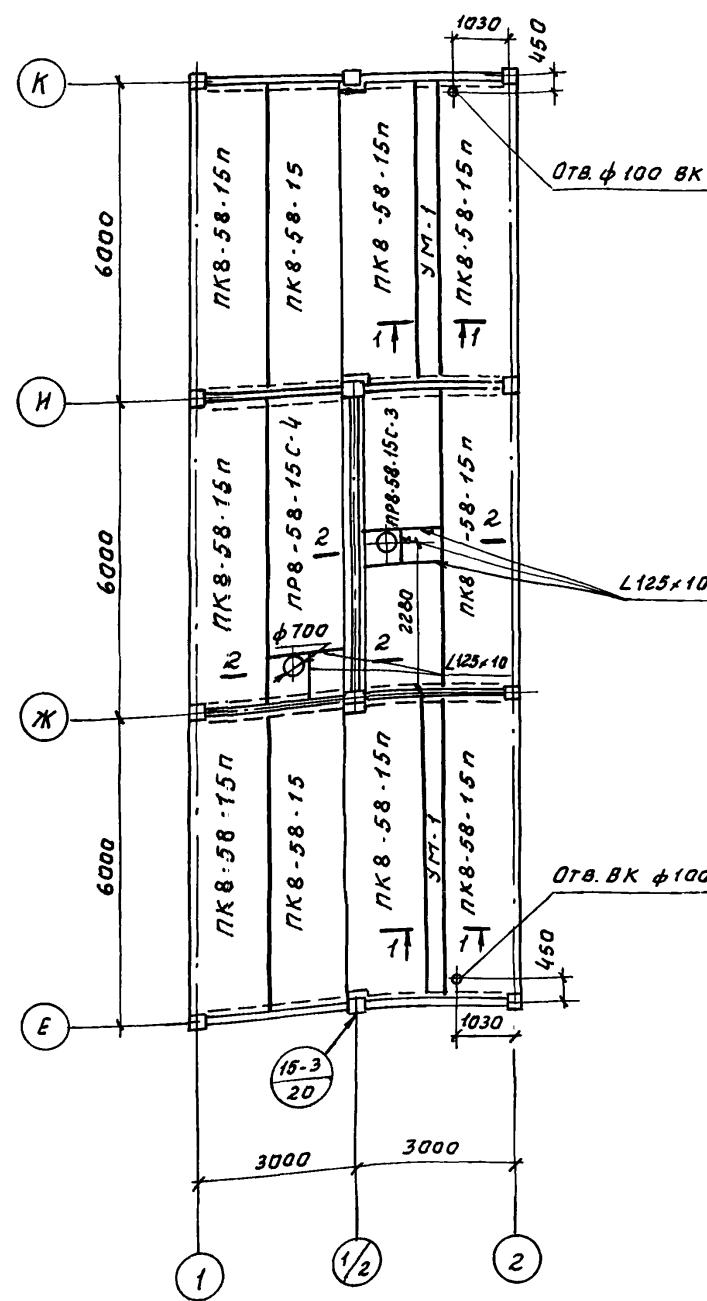 1030
450
К
Отв. ф 100 ВК
ПК8-58-15п
ПК8-58-15
ПК8-58-15п
УМ-1
ПК8-58-15п
6000
1
1
И
ПК8-58-15п
ПР8-58-15С-4
ПР8-58-15С-3
ПК8-58-15п
6000
2
2
L125×10
2280
ф700
2
2
L125×10
Ж
ПК8-58-15п
ПК8-58-15
ПК8-58-15п
УМ-1
ПК8-58-15п
6000
Отв. ВК ф100
1
1
450
Е
1030
15-3
20
3000
3000
1
1/2
2